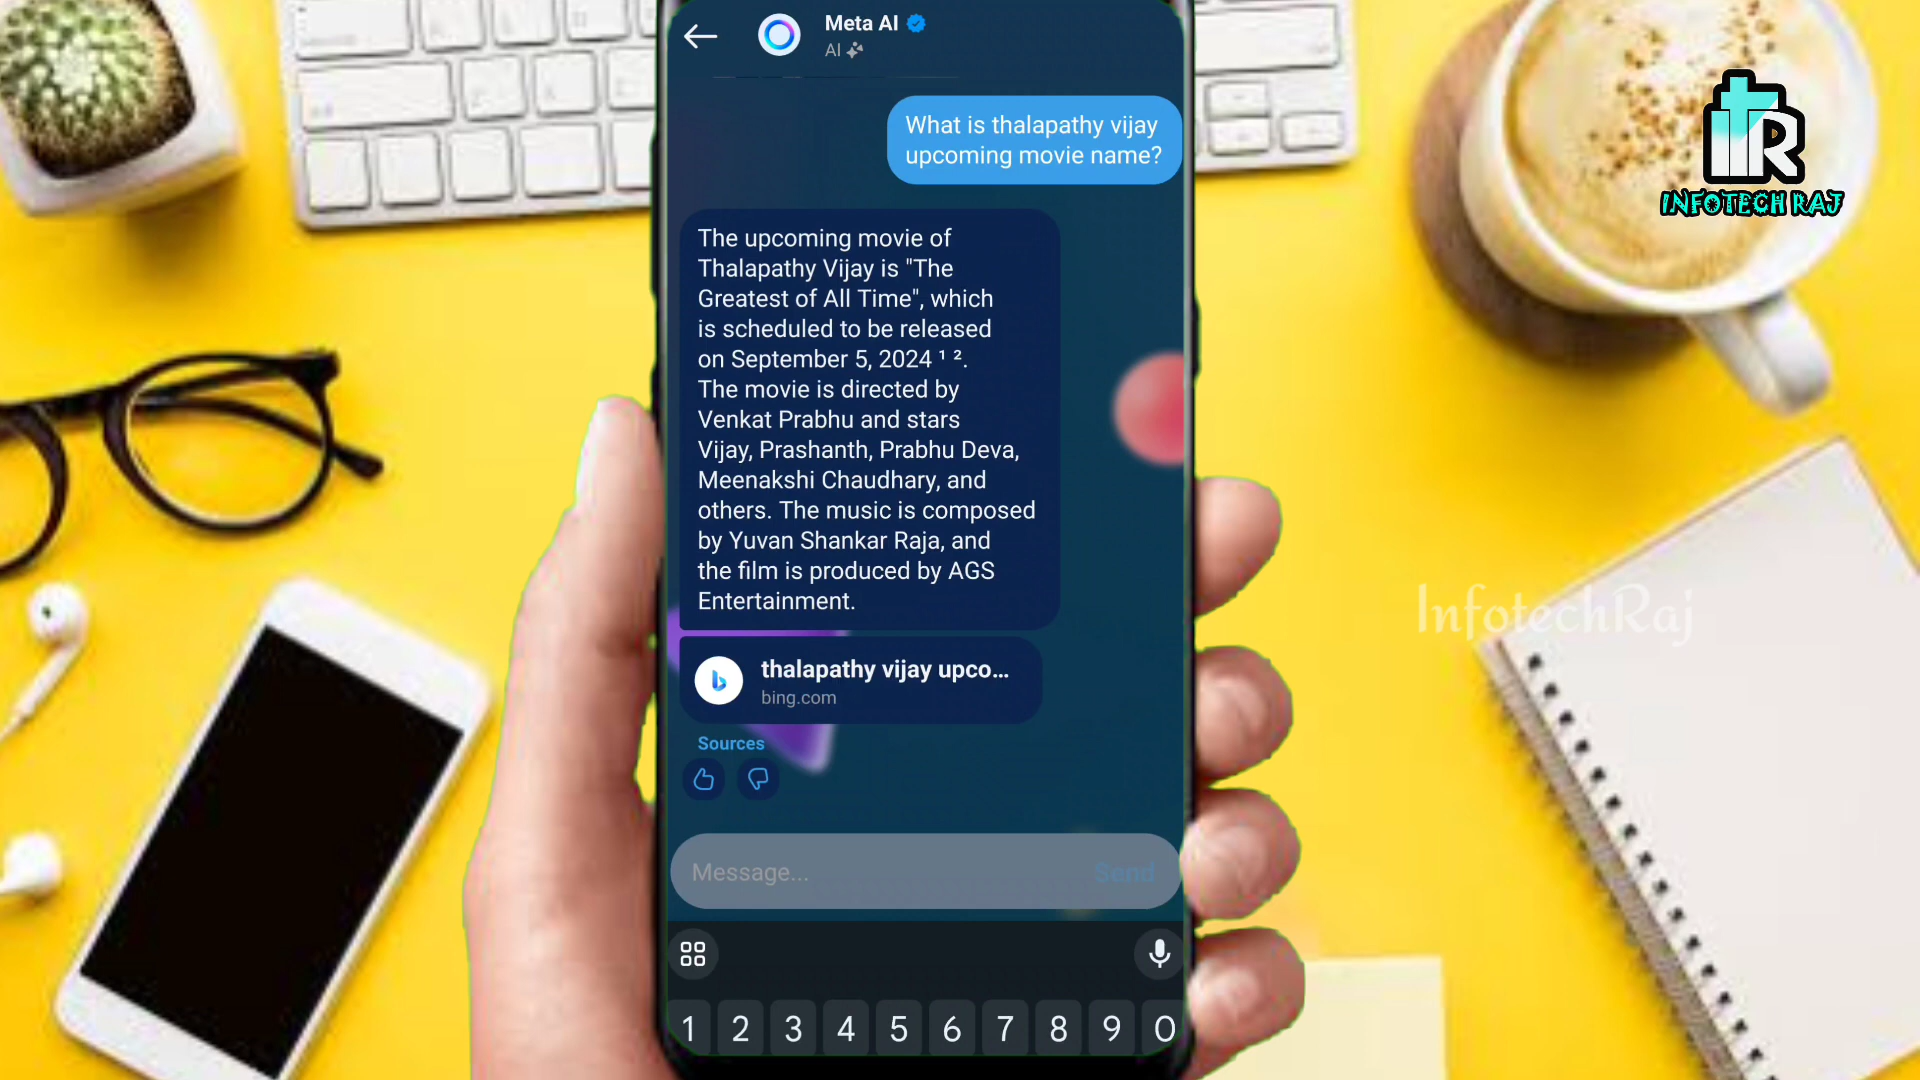 Meta AI
AI
What is thalapathy vijay
upcoming movie name?
The upcoming movie of
Thalapathy Vijay is "The
Greatest of All Time", which
is scheduled to be released
on September 5, 2024 ¹ ².
The movie is directed by
Venkat Prabhu and stars
Vijay, Prashanth, Prabhu Deva,
Meenakshi Chaudhary, and
others. The music is composed
by Yuvan Shankar Raja, and
the film is produced by AGS
Entertainment.
thalapathy vijay upco...
bing.com
Sources
Message...
Send
1 2 3 4 5 6 7 8 9 0
ITR
INFOTECH RAJ
InfotechRaj